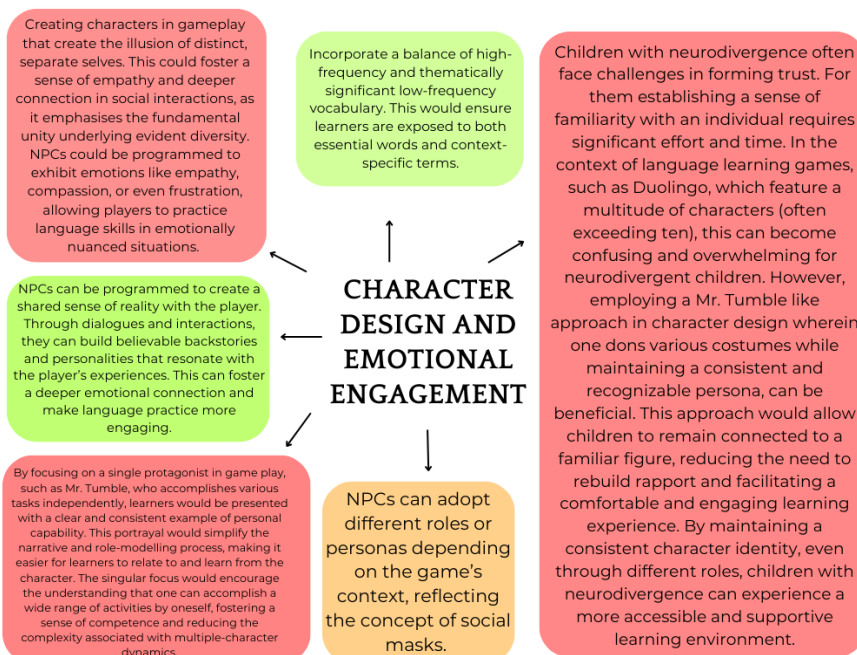 Creating characters in gameplay
that create the illusion of distinct,
separate selves. This could foster a
sense of empathy and deeper
connection in social interactions, as
it emphasises the fundamental
unity underlying evident diversity.
NPCs could be programmed to
exhibit emotions like empathy,
compassion, or even frustration,
allowing players to practice
language skills in emotionally
nuanced situations.
Incorporate a balance of high-
frequency and thematically
significant low-frequency
vocabulary. This would ensure
learners are exposed to both
essential words and context-
specific terms.
Children with neurodivergence often
face challenges in forming trust. For
them establishing a sense of
familiarity with an individual requires
significant effort and time. In the
context of language learning games,
such as Duolingo, which feature a
multitude of characters (often
exceeding ten), this can become
confusing and overwhelming for
neurodivergent children. However,
employing a Mr. Tumble like
approach in character design wherein
one dons various costumes while
maintaining a consistent and
recognizable persona, can be
beneficial. This approach would allow
children to remain connected to a
familiar figure, reducing the need to
rebuild rapport and facilitating a
comfortable and engaging learning
experience. By maintaining a
consistent character identity, even
through different roles, children with
neurodivergence can experience a
more accessible and supportive
learning environment.
NPCs can be programmed to create a
shared sense of reality with the player.
Through dialogues and interactions,
they can build believable backstories
and personalities that resonate with
the player's experiences. This can foster
a deeper emotional connection and
make language practice more
engaging.
CHARACTER
DESIGN AND
EMOTIONAL
ENGAGEMENT
By focusing on a single protagonist in game play,
such as Mr. Tumble, who accomplishes various
tasks independently, learners would be presented
with a clear and consistent example of personal
capability. This portrayal would simplify the
narrative and role-modelling process, making it
easier for learners to relate to and learn from the
character. The singular focus would encourage
the understanding that one can accomplish a
wide range of activities by oneself, fostering a
sense of competence and reducing the
complexity associated with multiple-character
dynamics.
NPCs can adopt
different roles or
personas depending
on the game's
context, reflecting
the concept of social
masks.